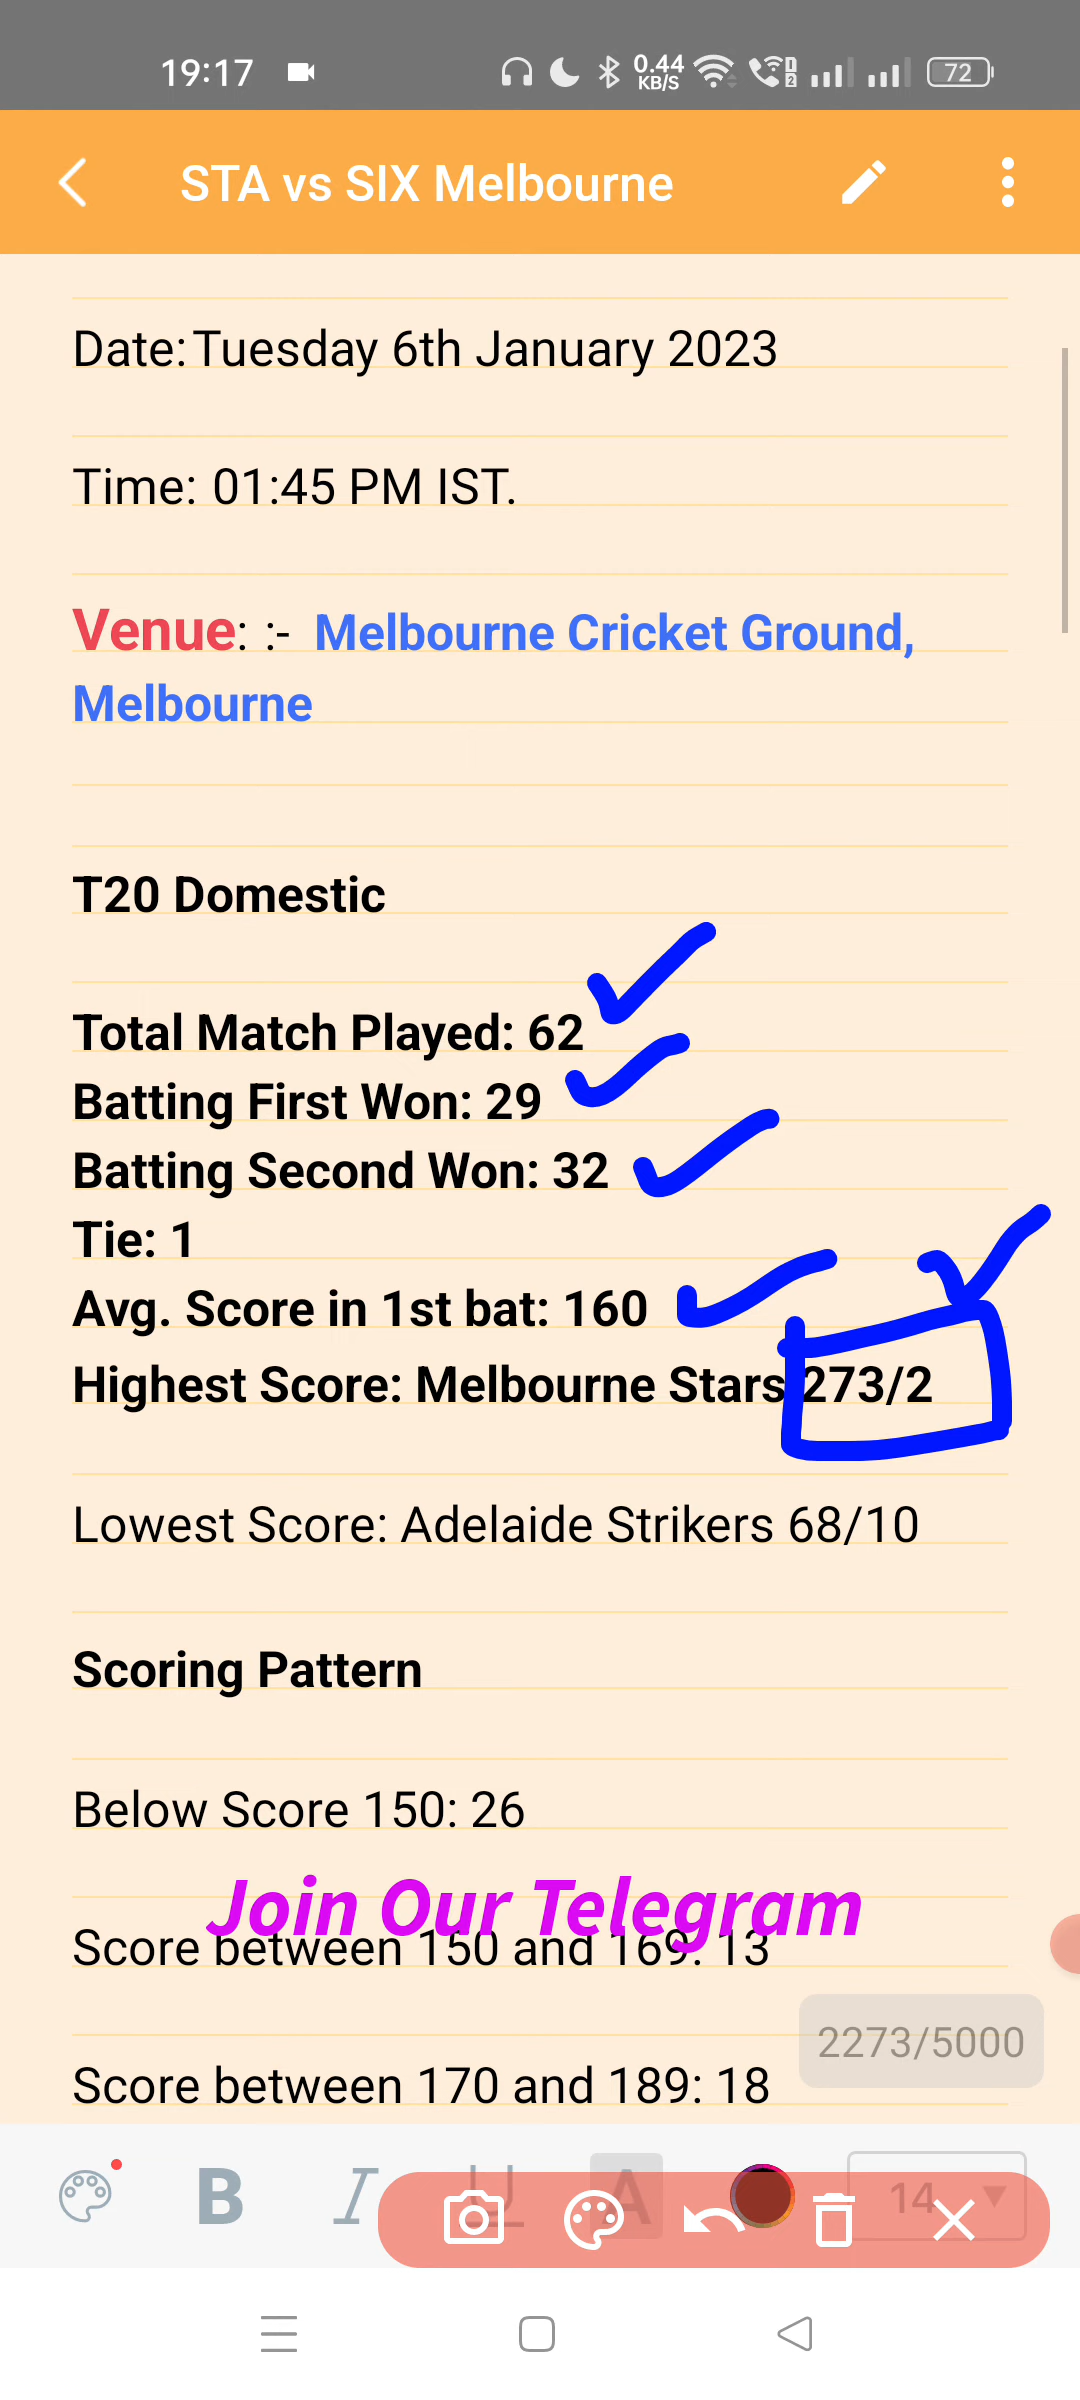 19:17
0.44
KB/S
1
2
72
STA vs SIX Melbourne
Date: Tuesday 6th January 2023
Time: 01:45 PM IST.
Venue: :- Melbourne Cricket Ground,
Melbourne
T20 Domestic
Total Match Played: 62
Batting First Won: 29
Batting Second Won: 32
Tie: 1
Avg. Score in 1st bat: 160
Highest Score: Melbourne Stars 273/2
Lowest Score: Adelaide Strikers 68/10
Scoring Pattern
Below Score 150: 26
Join Our Telegram
Score between 150 and 169: 13
2273/5000
Score between 170 and 189: 18
B I U A 14